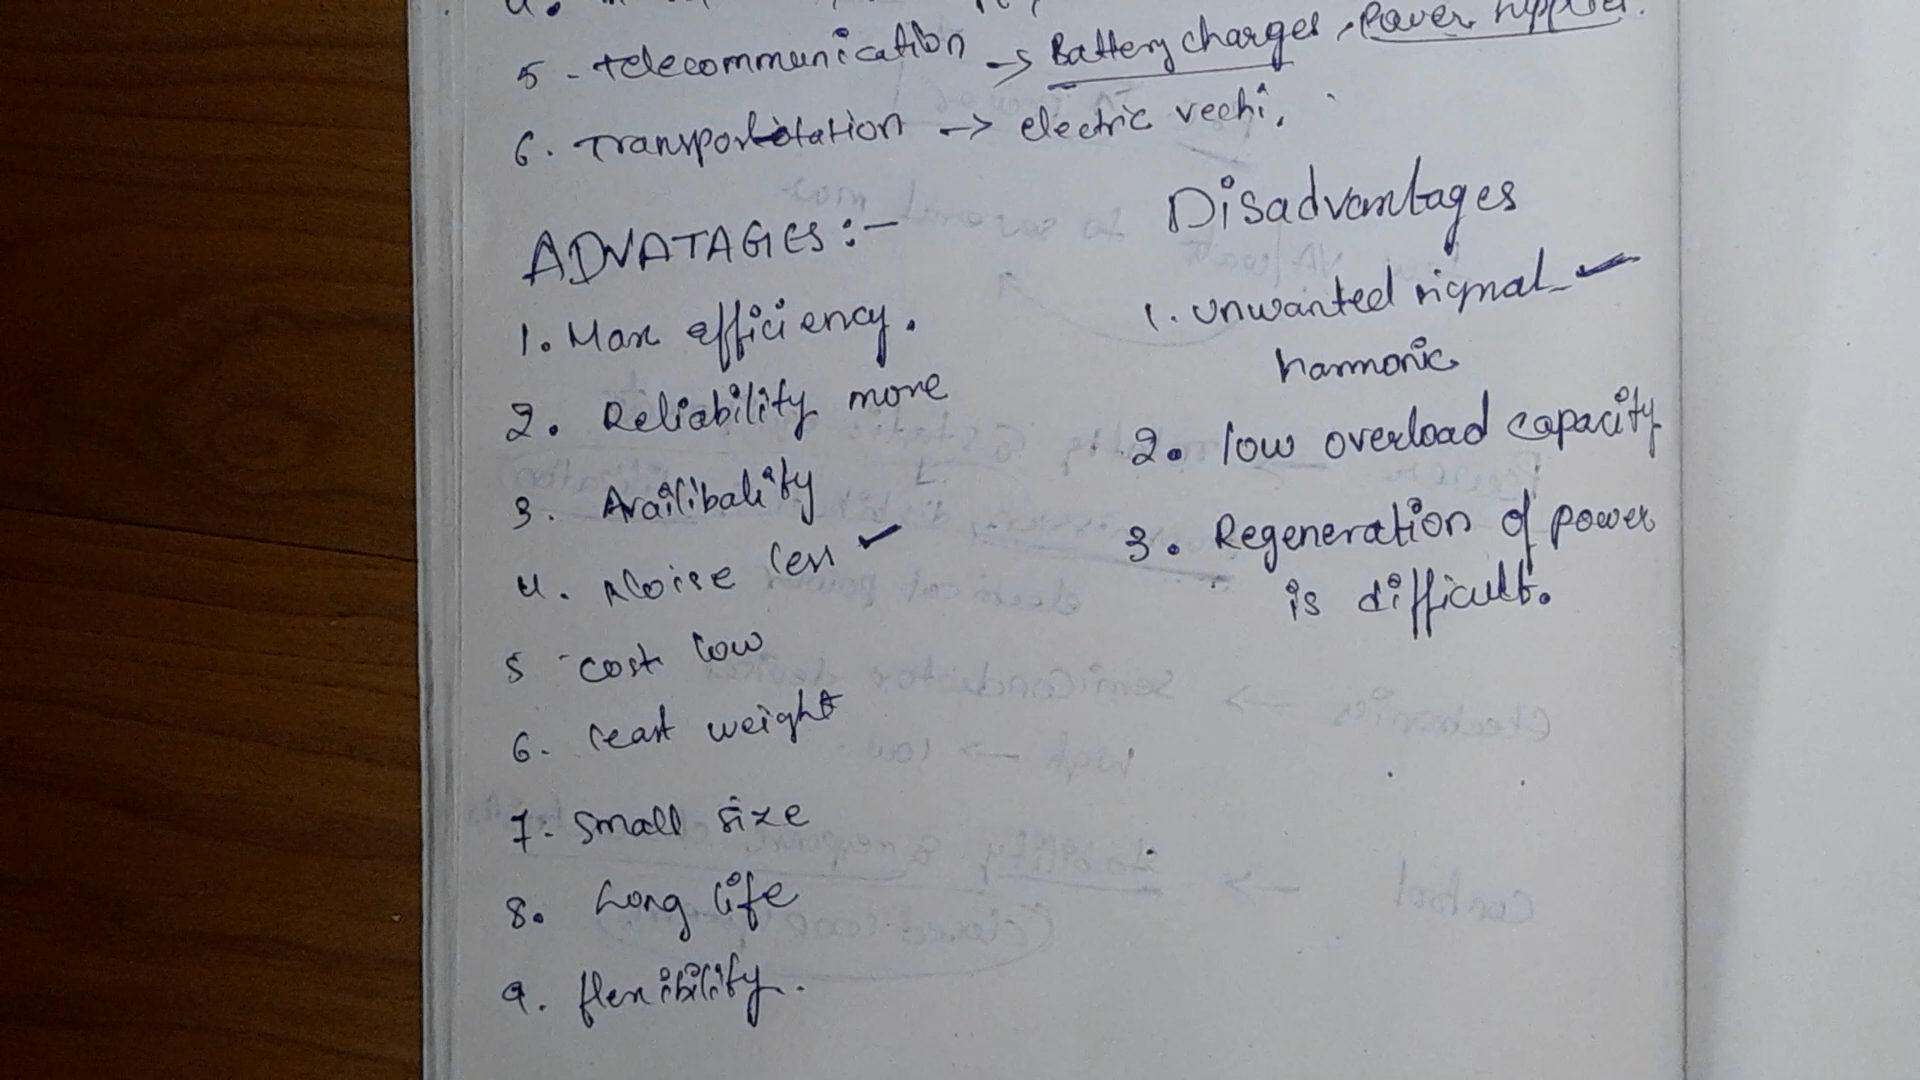 5 - telecommunication → Battery charges, Power supplies.
6. Transportotation → electric vechi,
ADVATAGES :-
1. Max efficiency.
2. Reliability more
3. Availibality
4. Noise less ✓
5 - cost low
6. least weight
7. small size
8. Long life
9. flexibility.
Disadvantages
1. unwanted signal ✓
harmonic
2. low overload capacity
3. Regeneration of power
is difficult.